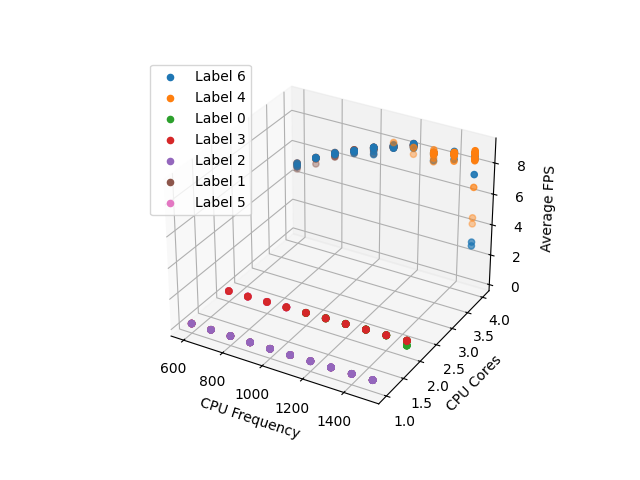 Label 6
Label 4
Label 0
Label 3
Label 2
Label 1
Label 5
8
6
4
2
0
Average FPS
4.0
3.5
3.0
2.5
2.0
1.5
1.0
CPU Cores
600
800
1000
1200
1400
CPU Frequency